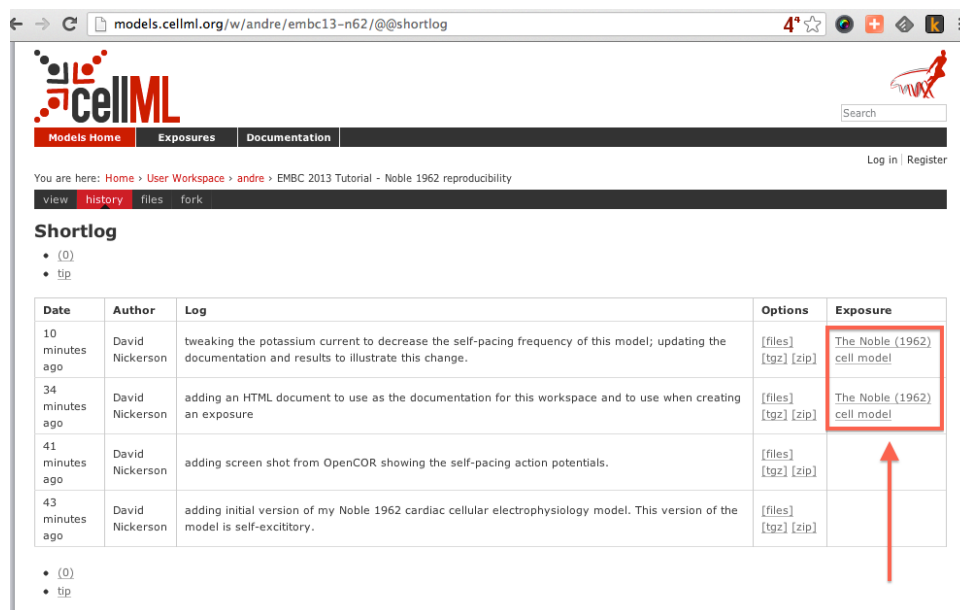 models.cellml.org/w/andre/embc13-n62/@@shortlog
4
k
cellML
Search
Models Home Exposures Documentation
Log in | Register
You are here: Home › User Workspace › andre › EMBC 2013 Tutorial - Noble 1962 reproducibility
view history files fork
Shortlog
(0)
tip
Date Author Log Options Exposure
10
minutes
ago
David
Nickerson
tweaking the potassium current to decrease the self-pacing frequency of this model; updating the
documentation and results to illustrate this change.
[files]
[tgz] [zip]
The Noble (1962)
cell model
34
minutes
ago
David
Nickerson
adding an HTML document to use as the documentation for this workspace and to use when creating
an exposure
[files]
[tgz] [zip]
The Noble (1962)
cell model
41
minutes
ago
David
Nickerson
adding screen shot from OpenCOR showing the self-pacing action potentials.
[files]
[tgz] [zip]
43
minutes
ago
David
Nickerson
adding initial version of my Noble 1962 cardiac cellular electrophysiology model. This version of the
model is self-excititory.
[files]
[tgz] [zip]
(0)
tip